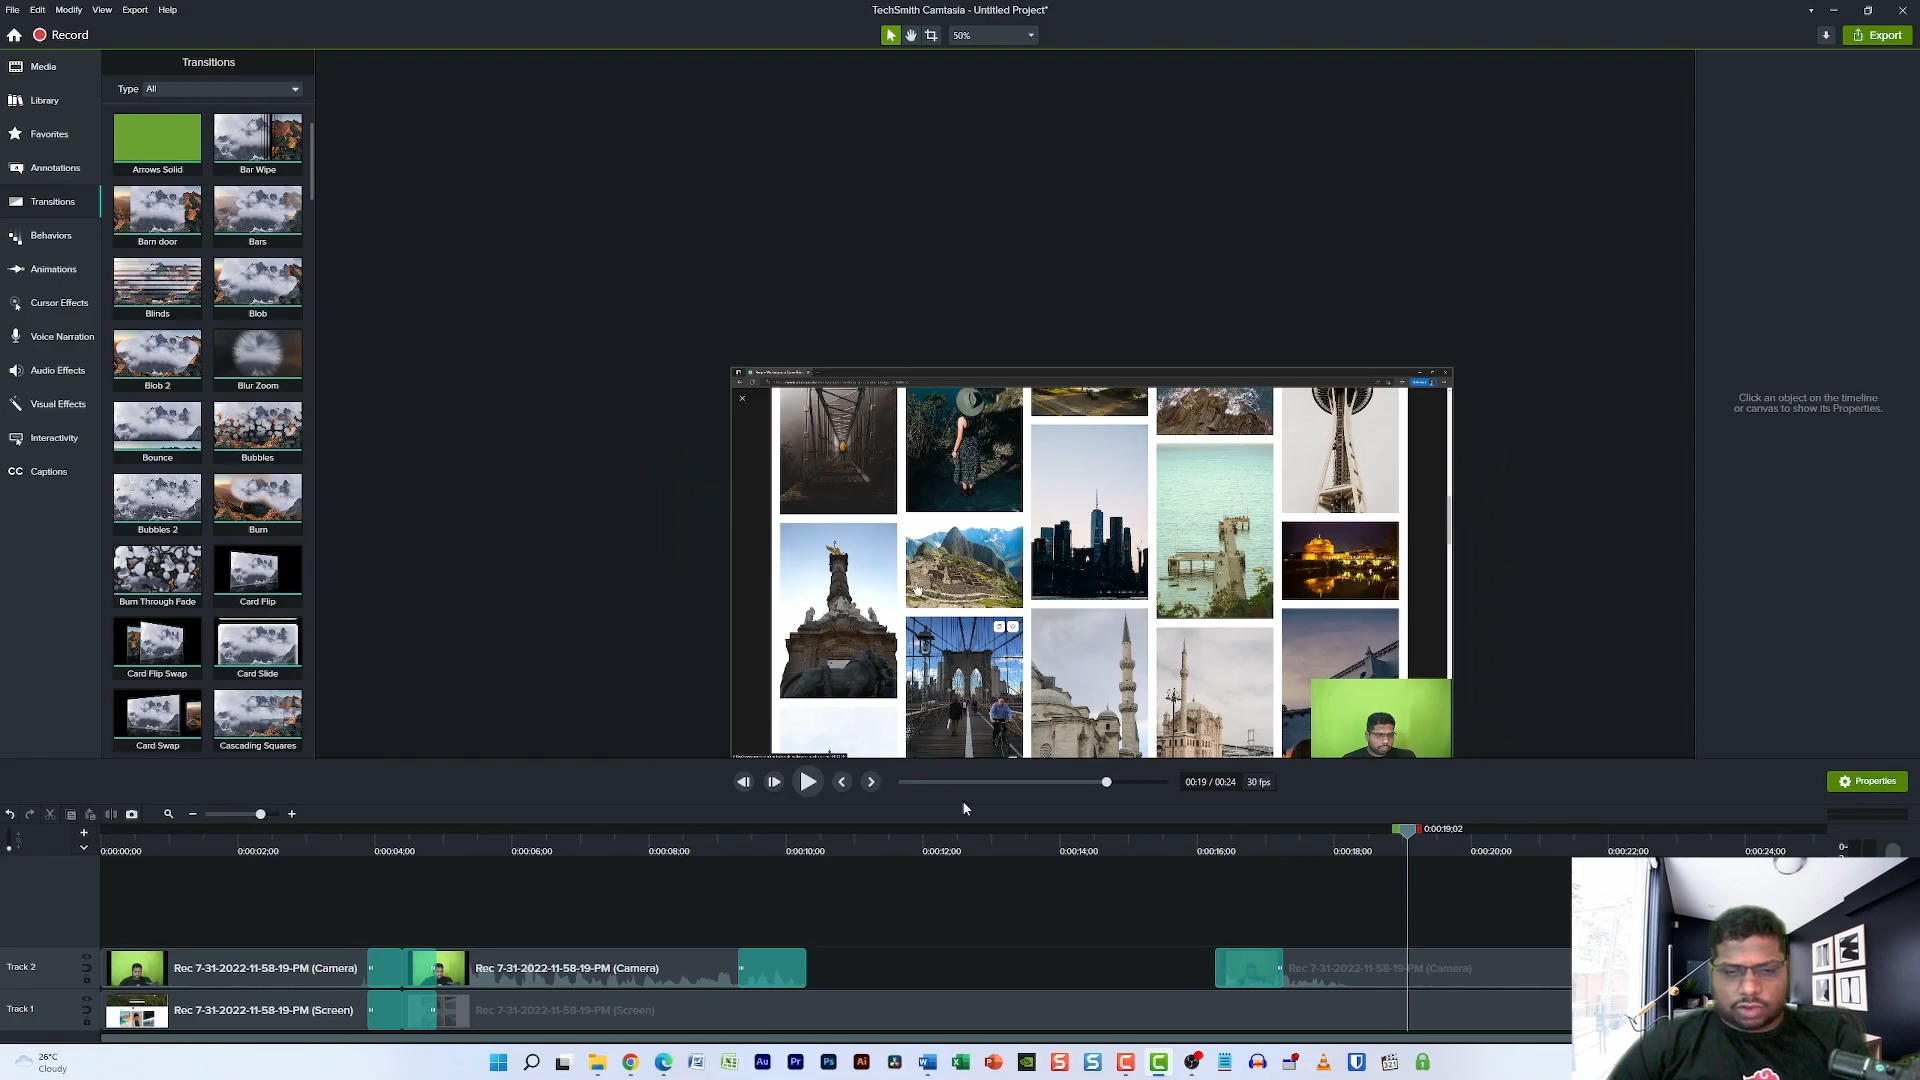 File Edit Modify View Export Help
TechSmith Camtasia - Untitled Project*
Record
50%
Export
Media
Library
Favorites
Annotations
Transitions
Behaviors
Animations
Cursor Effects
Voice Narration
Audio Effects
Visual Effects
Interactivity
CC Captions
Transitions
Type All
Arrows Solid
Bar Wipe
Barn door
Bars
Blinds
Blob
Blob 2
Blur Zoom
Bounce
Bubbles
Bubbles 2
Burn
Burn Through Fade
Card Flip
Card Flip Swap
Card Slide
Card Swap
Cascading Squares
Click an object on the timeline
or canvas to show its Properties.
00:19 / 00:24 30 fps
Properties
0:00:19;02
0:00:00;00 0:00:02;00 0:00:04;00 0:00:06;00 0:00:08;00 0:00:10;00 0:00:12;00 0:00:14;00 0:00:16;00 0:00:18;00 0:00:20;00 0:00:22;00 0:00:24;00
Track 2
Rec 7-31-2022-11-58-19-PM (Camera)
Rec 7-31-2022-11-58-19-PM (Camera)
Rec 7-31-2022-11-58-19-PM (Camera)
Track 1
Rec 7-31-2022-11-58-19-PM (Screen)
Rec 7-31-2022-11-58-19-PM (Screen)
26°C
Cloudy
Au
Pr
Ps
Ai